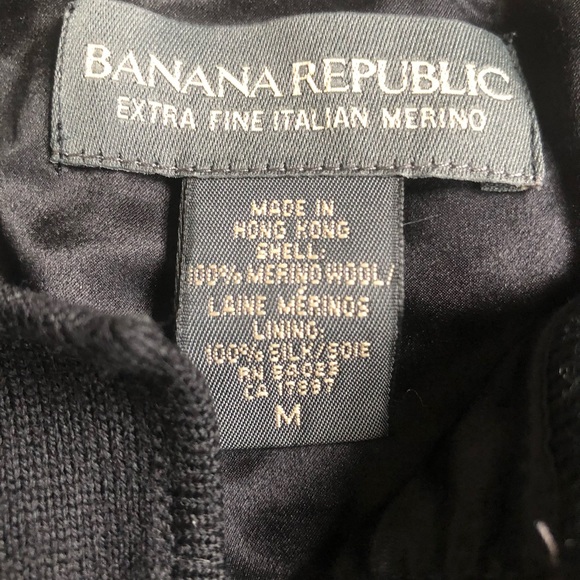 BANANA REPUBLIC
EXTRA FINE ITALIAN MERINO
MADE IN
HONG KONG
SHELL:
100% MERINO WOOL/
LAINE MÉRINOS
LINING:
100% SILK/SOIE
RN 54023
CA 17897
M